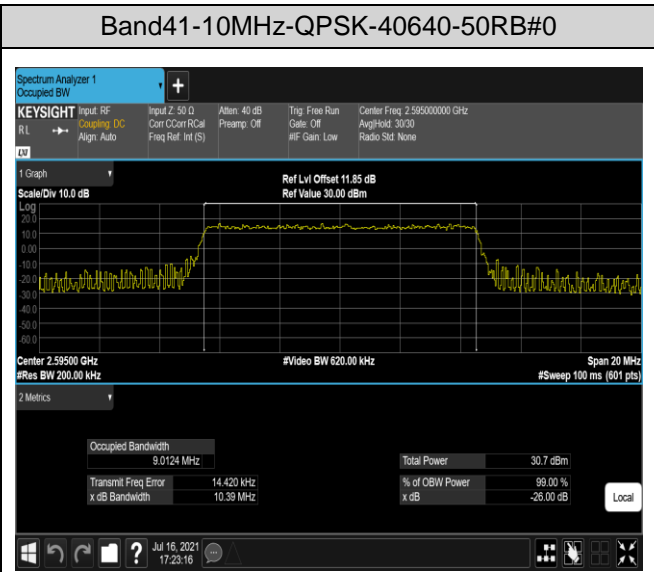 Band41-10MHz-QPSK-40640-50RB#0
Spectrum Analyzer 1
Occupied BW
+
KEYSIGHT Input: RF Input Z: 50 Ω Atten: 40 dB Trig: Free Run Center Freq: 2.595000000 GHz
RL Coupling: DC Corr CCorr RCal Preamp: Off Gate: Off Avg|Hold: 30/30
Align: Auto Freq Ref: Int (S) #IF Gain: Low Radio Std: None
LXI
1 Graph Ref Lvl Offset 11.85 dB
Scale/Div 10.0 dB Ref Value 30.00 dBm
Log
20.0
10.0
0.00
-10.0
-20.0
-30.0
-40.0
-50.0
-60.0
Center 2.59500 GHz #Video BW 620.00 kHz Span 20 MHz
#Res BW 200.00 kHz #Sweep 100 ms (601 pts)
2 Metrics
Occupied Bandwidth
9.0124 MHz Total Power 30.7 dBm
Transmit Freq Error 14.420 kHz % of OBW Power 99.00 %
x dB Bandwidth 10.39 MHz x dB -26.00 dB
Local
? Jul 16, 2021
17:23:16